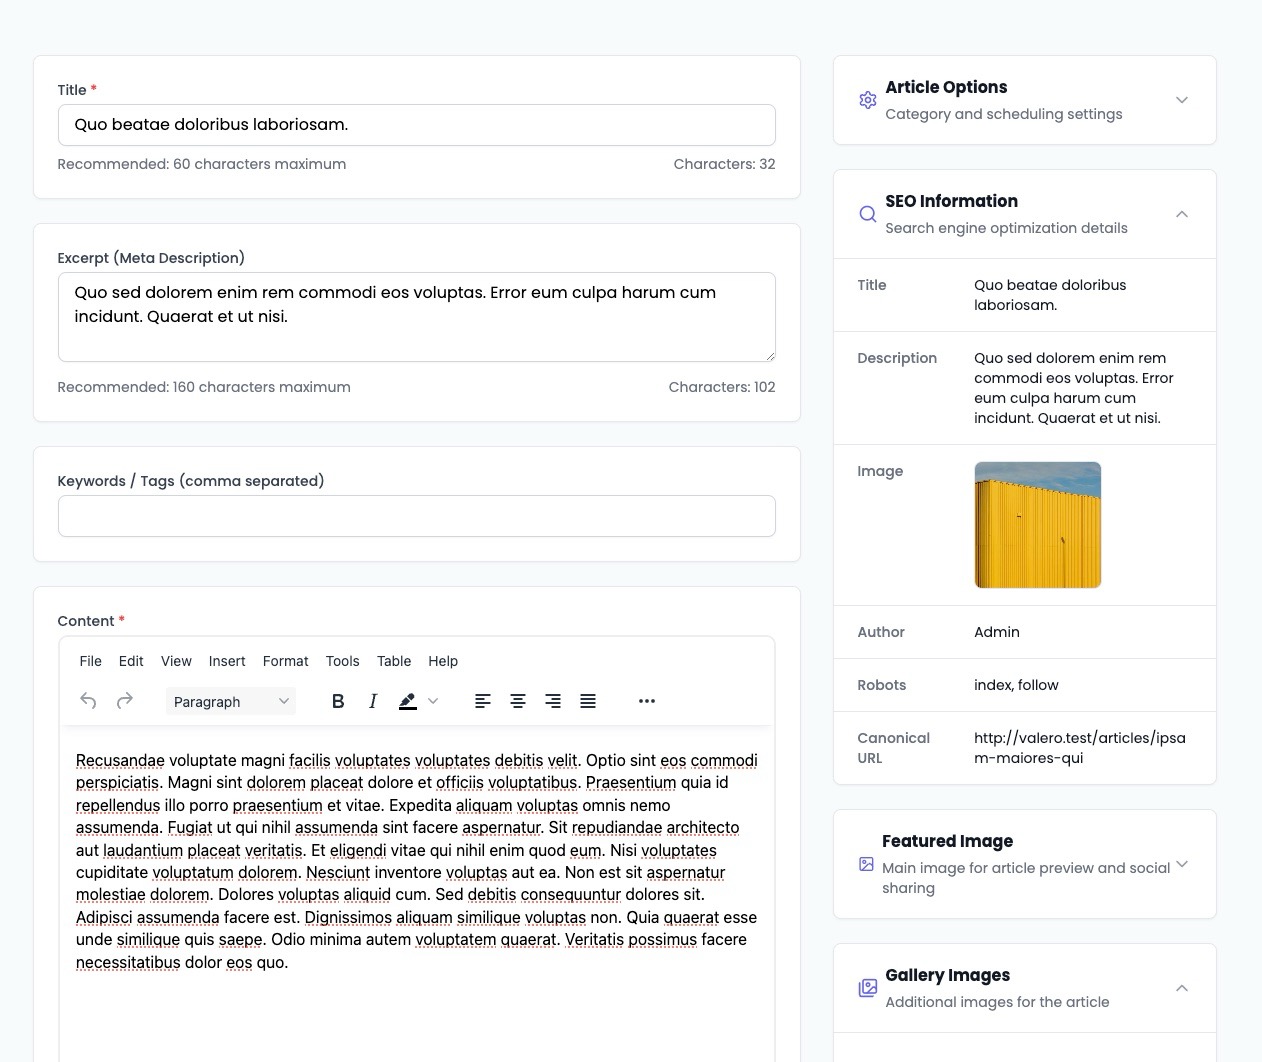 Title *
Quo beatae doloribus laboriosam.
Recommended: 60 characters maximum
Characters: 32
Excerpt (Meta Description)
Quo sed dolorem enim rem commodi eos voluptas. Error eum culpa harum cum
incidunt. Quaerat et ut nisi.
Recommended: 160 characters maximum
Characters: 102
Keywords / Tags (comma separated)
Content *
File Edit View Insert Format Tools Table Help
Paragraph B I
Recusandae voluptate magni facilis voluptates voluptates debitis velit. Optio sint eos commodi
perspiciatis. Magni sint dolorem placeat dolore et officiis voluptatibus. Praesentium quia id
repellendus illo porro praesentium et vitae. Expedita aliquam voluptas omnis nemo
assumenda. Fugiat ut qui nihil assumenda sint facere aspernatur. Sit repudiandae architecto
aut laudantium placeat veritatis. Et eligendi vitae qui nihil enim quod eum. Nisi voluptates
cupiditate voluptatum dolorem. Nesciunt inventore voluptas aut ea. Non est sit aspernatur
molestiae dolorem. Dolores voluptas aliquid cum. Sed debitis consequuntur dolores sit.
Adipisci assumenda facere est. Dignissimos aliquam similique voluptas non. Quia quaerat esse
unde similique quis saepe. Odio minima autem voluptatem quaerat. Veritatis possimus facere
necessitatibus dolor eos quo.
Article Options
Category and scheduling settings
SEO Information
Search engine optimization details
Title
Quo beatae doloribus
laboriosam.
Description
Quo sed dolorem enim rem
commodi eos voluptas. Error
eum culpa harum cum
incidunt. Quaerat et ut nisi.
Image
Author
Admin
Robots
index, follow
Canonical
URL
http://valero.test/articles/ipsa
m-maiores-qui
Featured Image
Main image for article preview and social
sharing
Gallery Images
Additional images for the article